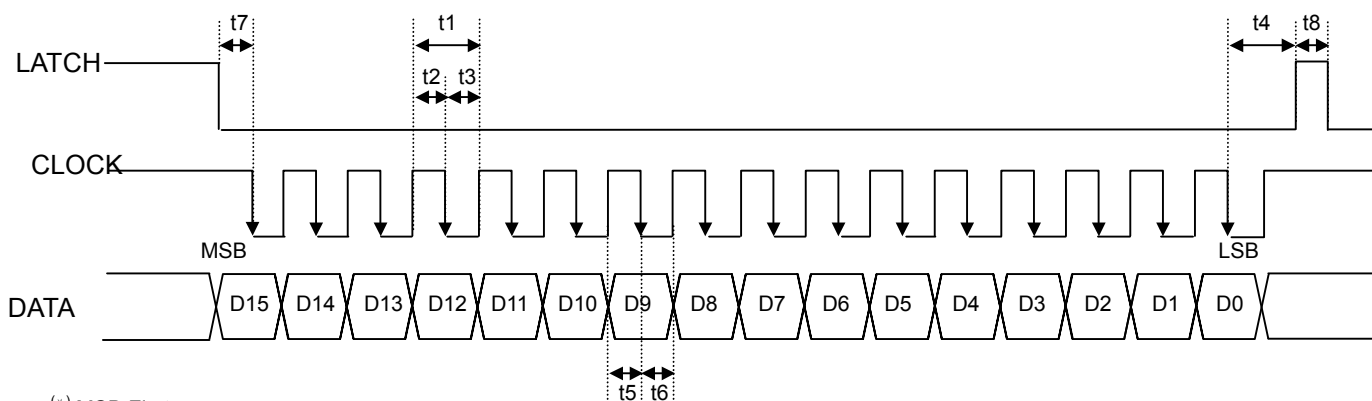 t7 t1 t4 t8
LATCH
t2 t3
CLOCK
MSB LSB
DATA D15 D14 D13 D12 D11 D10 D9 D8 D7 D6 D5 D4 D3 D2 D1 D0
t5 t6